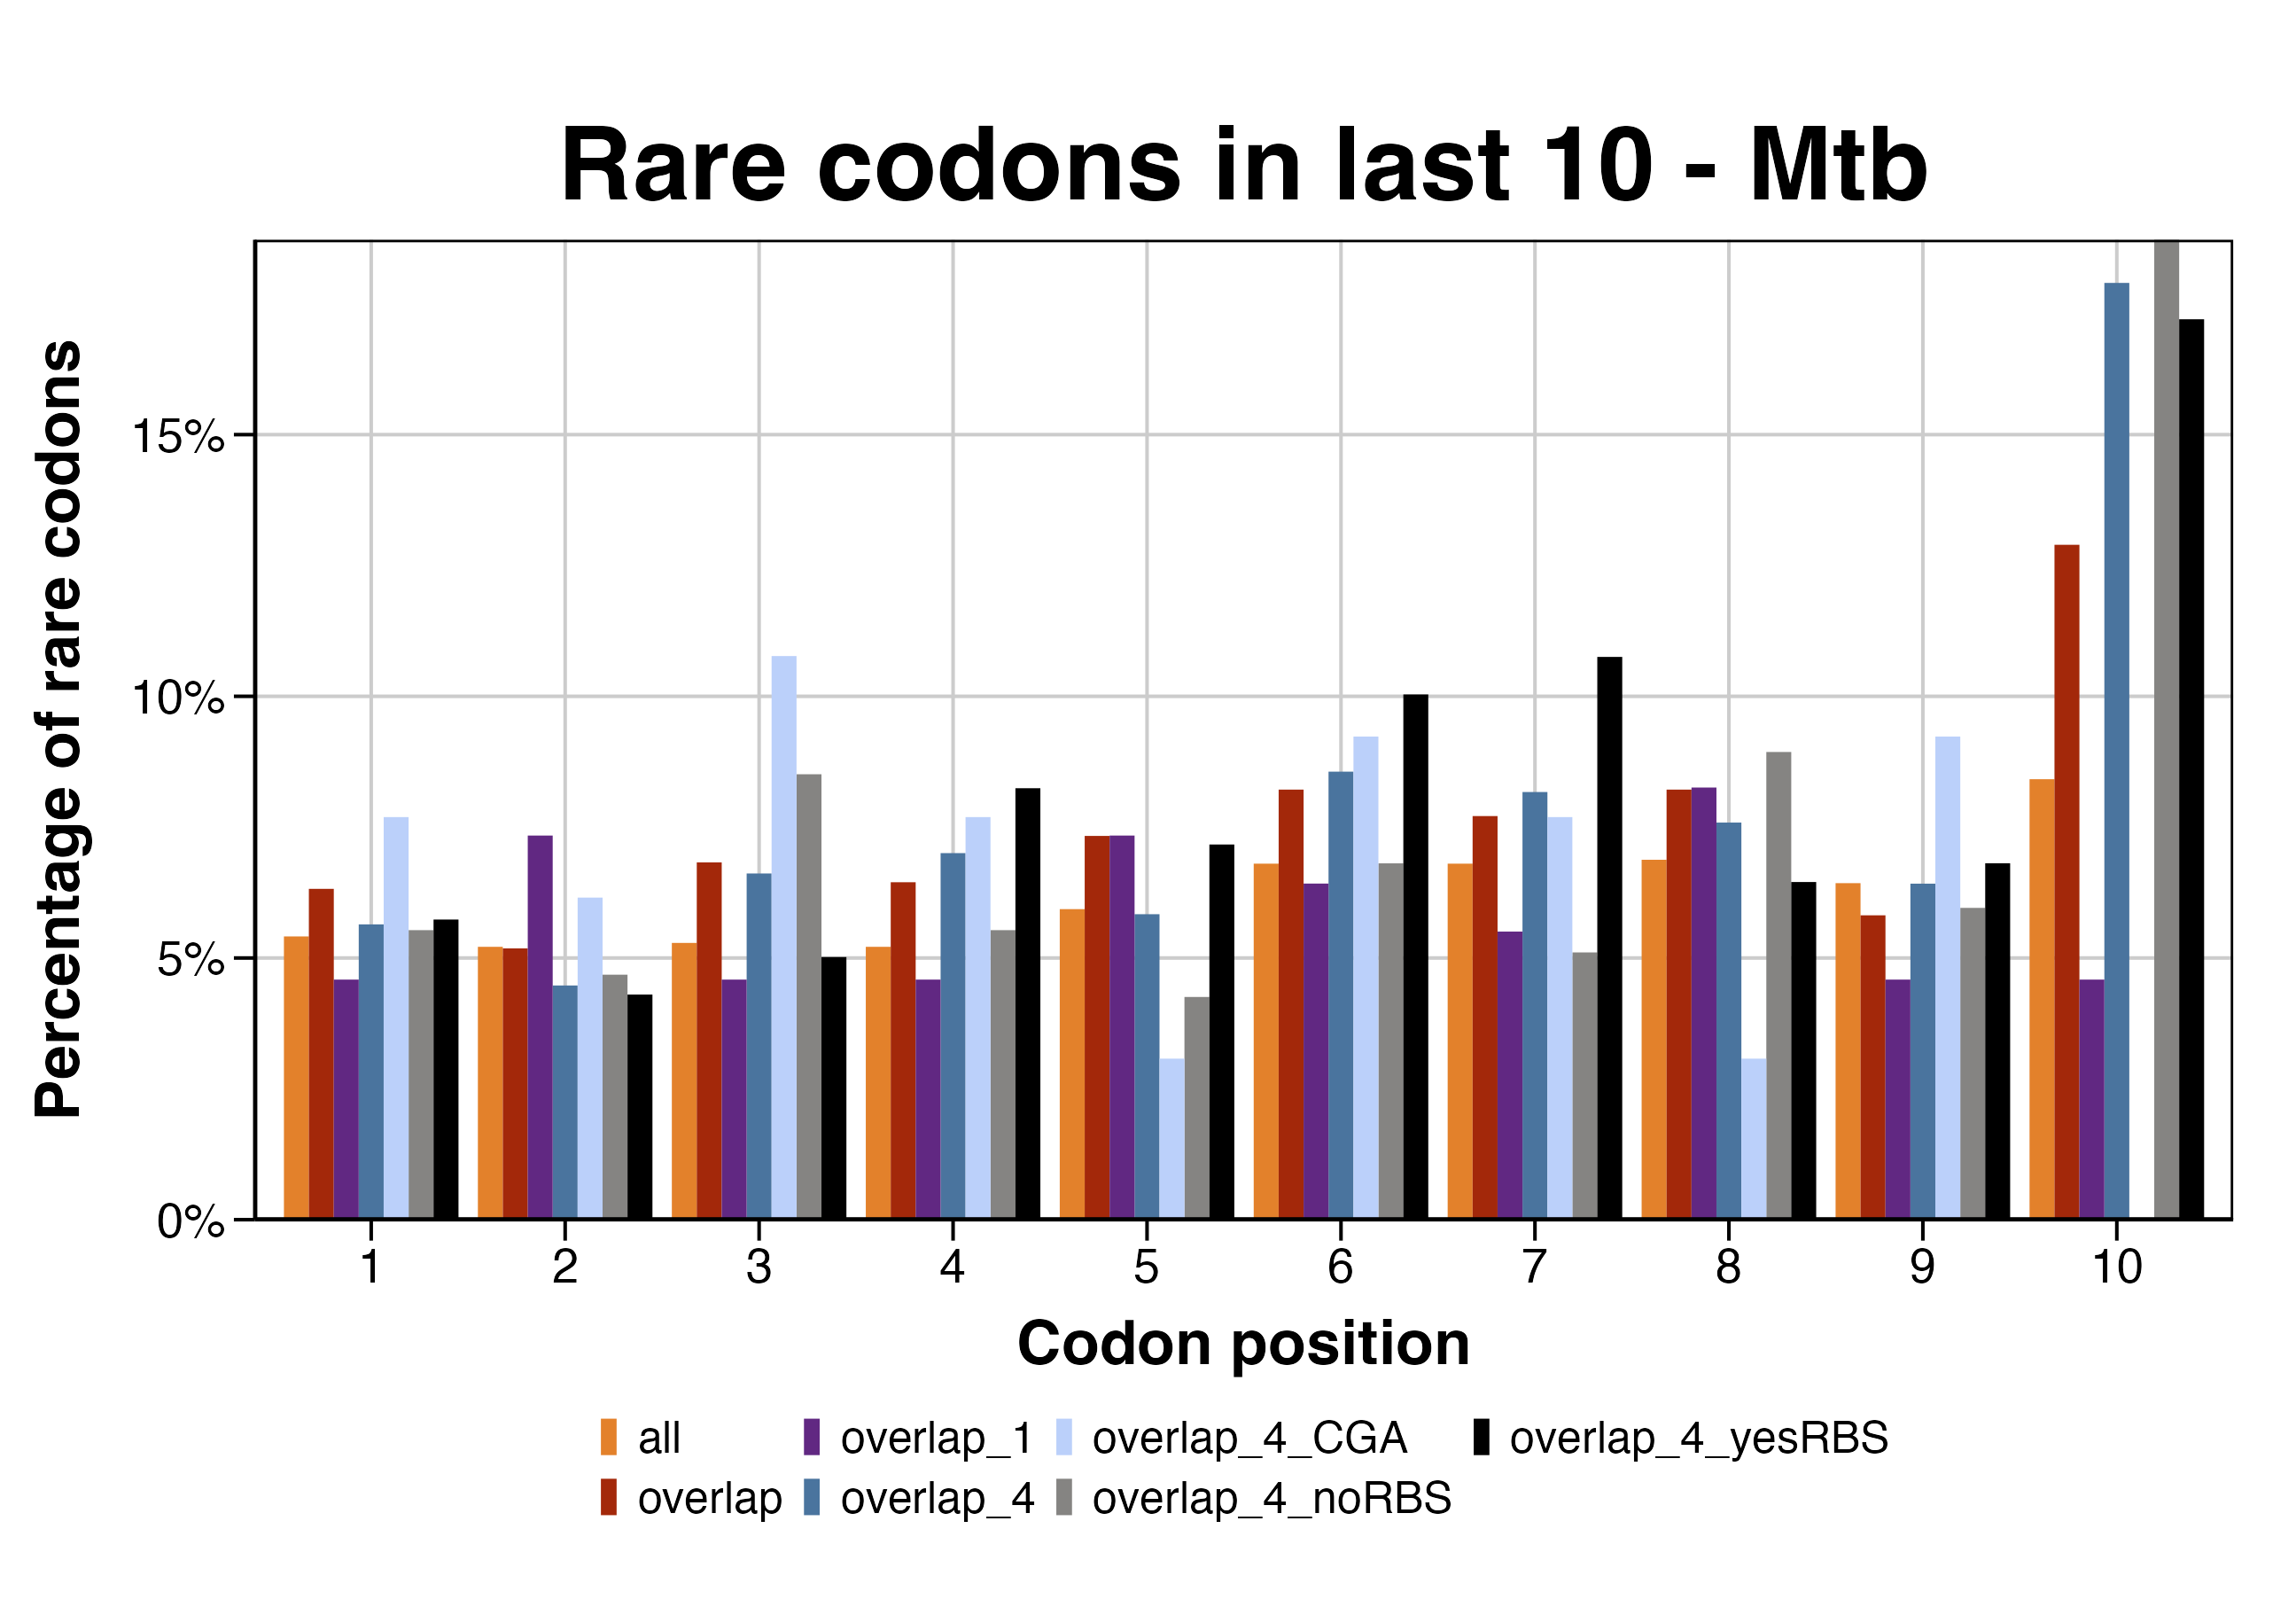 Rare codons in last 10 - Mtb
Percentage of rare codons
15%
10%
5%
0%
1 2 3 4 5 6 7 8 9 10
Codon position
all overlap_1 overlap_4_CGA overlap_4_yesRBS
overlap overlap_4 overlap_4_noRBS